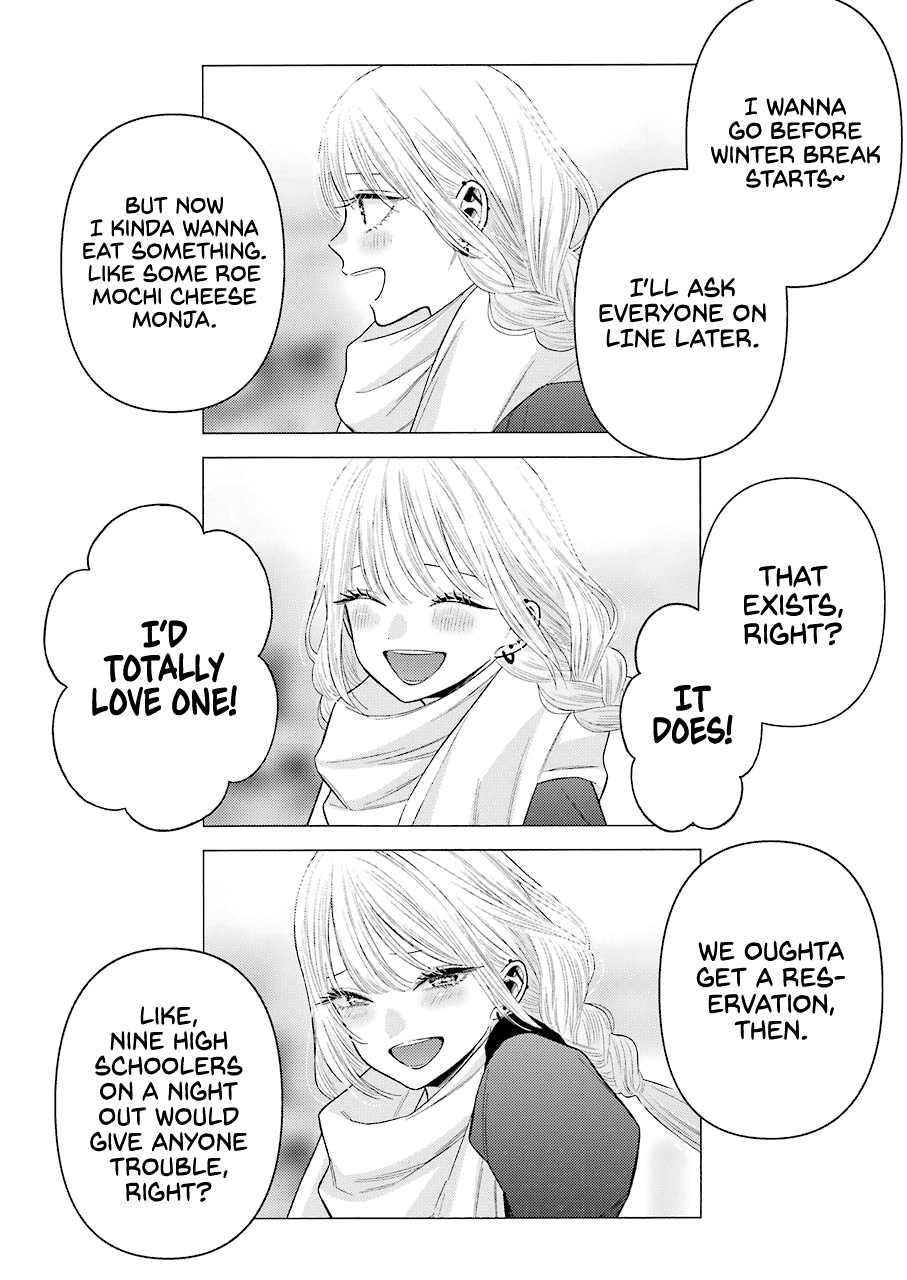 I WANNA
GO BEFORE
WINTER BREAK
STARTS~
I'LL ASK
EVERYONE ON
LINE LATER.
BUT NOW
I KINDA WANNA
EAT SOMETHING.
LIKE SOME ROE
MOCHI CHEESE
MONJA.
THAT
EXISTS,
RIGHT?
IT
DOES!
I'D
TOTALLY
LOVE ONE!
WE OUGHTA
GET A RES-
ERVATION,
THEN.
LIKE,
NINE HIGH
SCHOOLERS
ON A NIGHT
OUT WOULD
GIVE ANYONE
TROUBLE,
RIGHT?